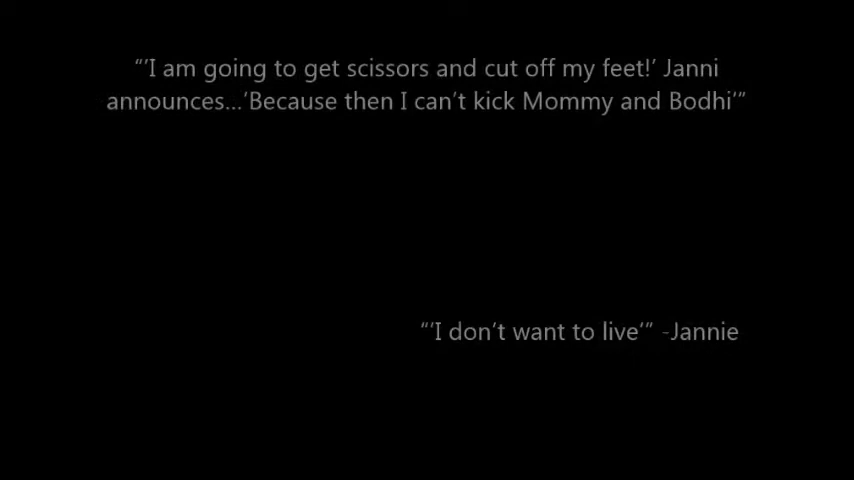 “‘I am going to get scissors and cut off my feet!’ Janni
announces...‘Because then I can’t kick Mommy and Bodhi’”
“‘I don’t want to live’” -Jannie